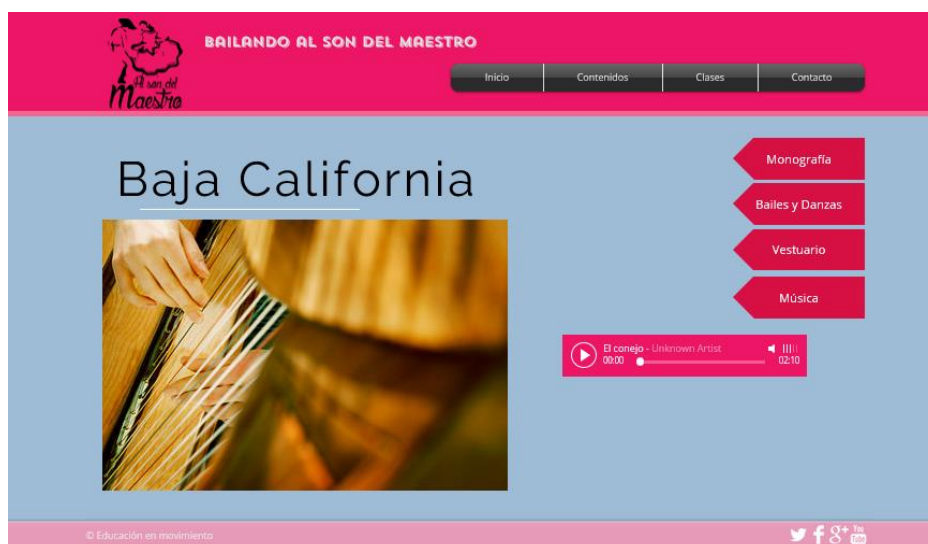 BAILANDO AL SON DEL MAESTRO
Al son del
Maestro
Inicio
Contenidos
Clases
Contacto
Baja California
Monografía
Bailes y Danzas
Vestuario
Música
El conejo - Unknown Artist
00:00
02:10
© Educación en movimiento
You
Tube